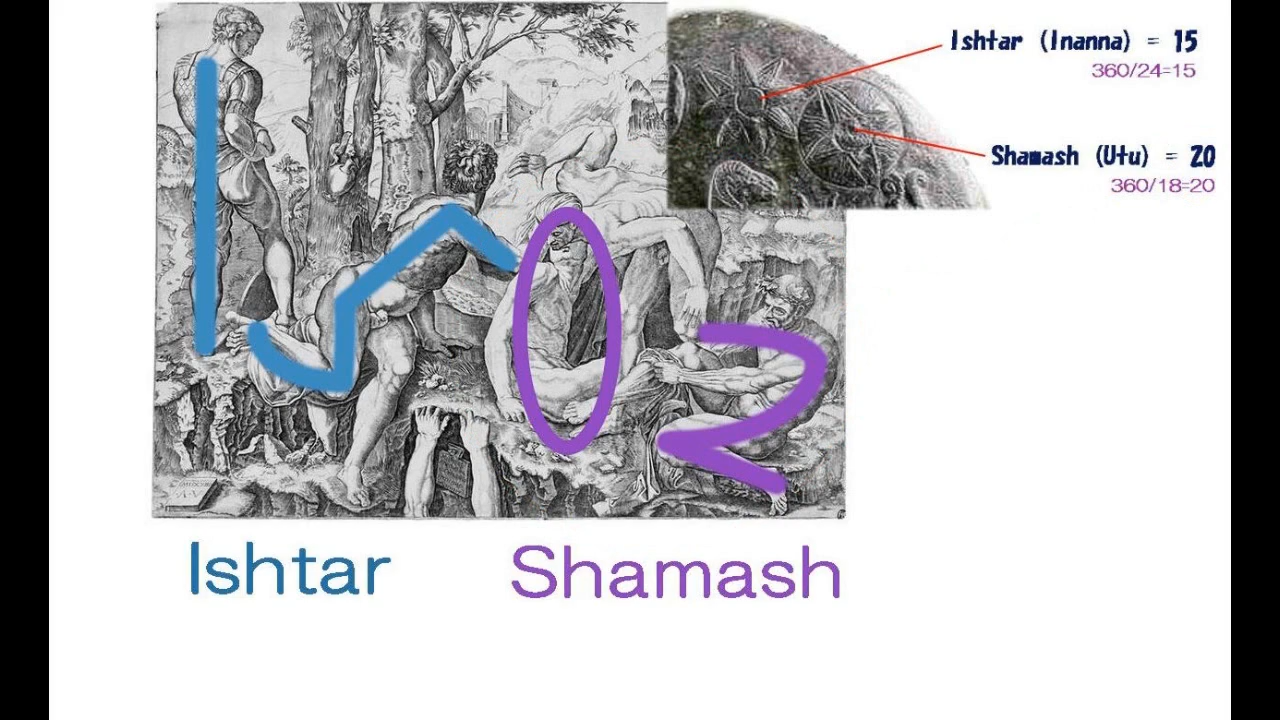 Ishtar (Inanna) = 15
360/24=15
Shamash (Utu) = 20
360/18=20
Ishtar
Shamash